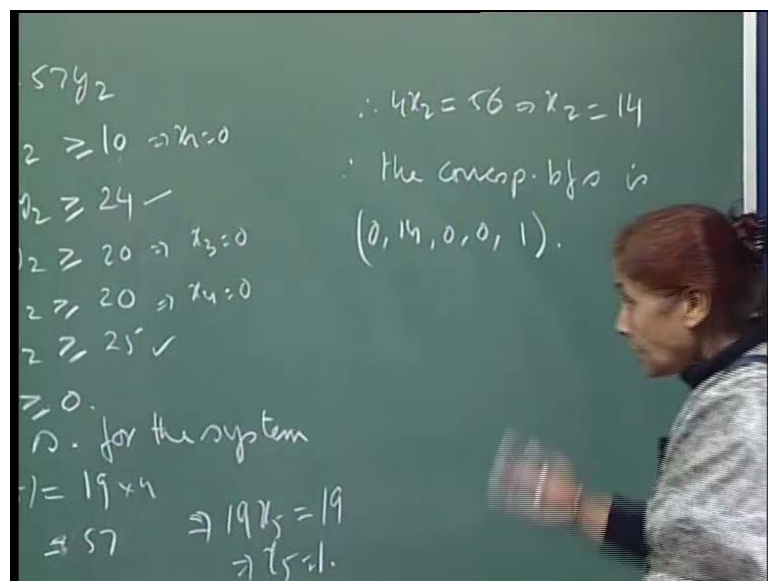 . 57y₂
₂ ≥ 10 ⇒ x₁=0
₂ ≥ 24
₂ ≥ 20 ⇒ x₃=0
₂ ≥ 20 ⇒ x₄=0
₂ ≥ 25 ✓
≥ 0.
s. for the system
)= 19×4
= 57
⇒ 19x₅ = 19
⇒ x₅=1.
∴ 4x₂ = 56 ⇒ x₂ = 14
∴ the corresp. bfs is
(0, 14, 0, 0, 1).